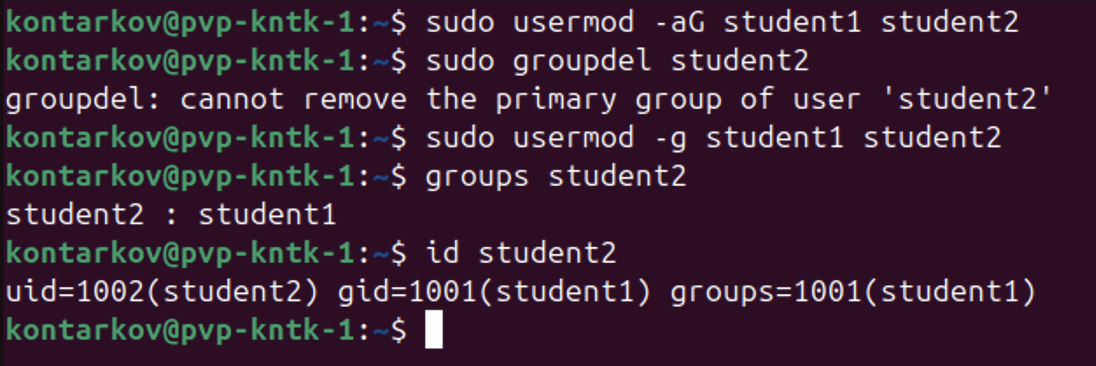 kontarkov@pvp-kntk-1:~$ sudo usermod -aG student1 student2
kontarkov@pvp-kntk-1:~$ sudo groupdel student2
groupdel: cannot remove the primary group of user 'student2'
kontarkov@pvp-kntk-1:~$ sudo usermod -g student1 student2
kontarkov@pvp-kntk-1:~$ groups student2
student2 : student1
kontarkov@pvp-kntk-1:~$ id student2
uid=1002(student2) gid=1001(student1) groups=1001(student1)
kontarkov@pvp-kntk-1:~$